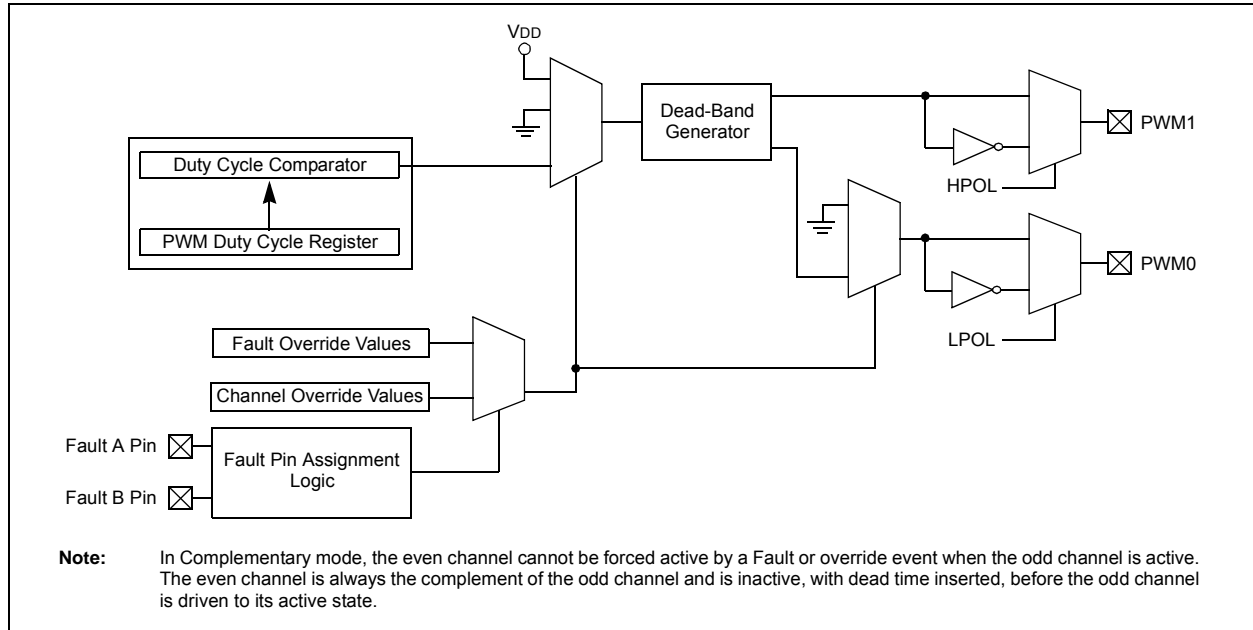 VDD
Dead-Band
Generator
PWM1
Duty Cycle Comparator
HPOL
PWM Duty Cycle Register
PWM0
Fault Override Values
LPOL
Channel Override Values
Fault A Pin
Fault Pin Assignment
Logic
Fault B Pin
Note: In Complementary mode, the even channel cannot be forced active by a Fault or override event when the odd channel is active.
The even channel is always the complement of the odd channel and is inactive, with dead time inserted, before the odd channel
is driven to its active state.